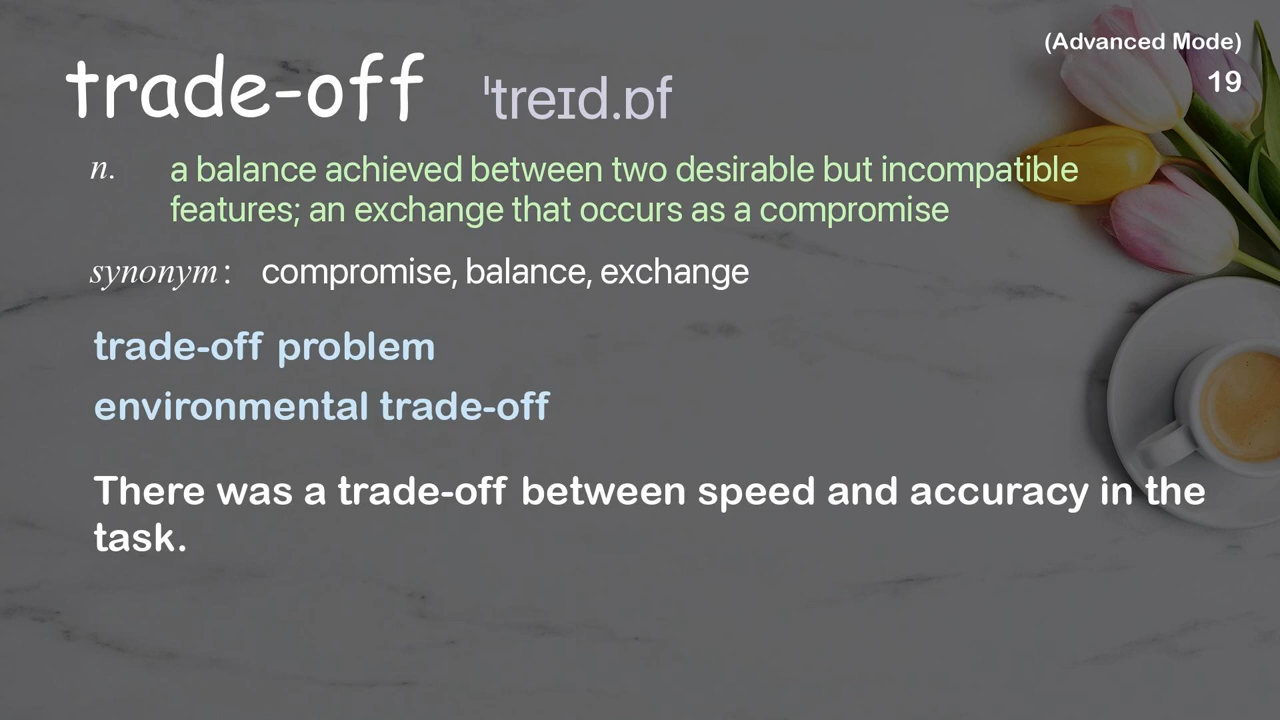 (Advanced Mode)
19
trade-off ˈtreɪd.ɒf
n. a balance achieved between two desirable but incompatible
features; an exchange that occurs as a compromise
synonym: compromise, balance, exchange
trade-off problem
environmental trade-off
There was a trade-off between speed and accuracy in the
task.